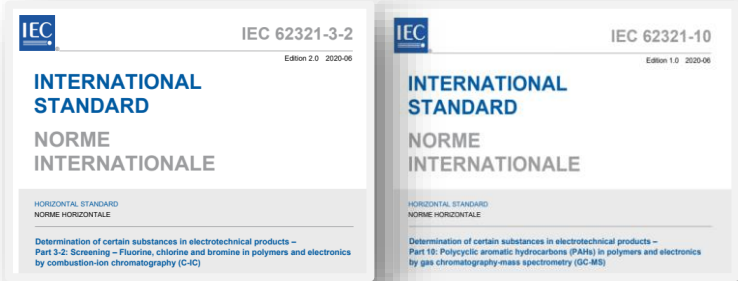 IEC
IEC 62321-3-2
Edition 2.0 2020-06
INTERNATIONAL
STANDARD
NORME
INTERNATIONALE
HORIZONTAL STANDARD
NORME HORIZONTALE
Determination of certain substances in electrotechnical products –
Part 3-2: Screening – Fluorine, chlorine and bromine in polymers and electronics
by combustion-ion chromatography (C-IC)
IEC
IEC 62321-10
Edition 1.0 2020-06
INTERNATIONAL
STANDARD
NORME
INTERNATIONALE
HORIZONTAL STANDARD
NORME HORIZONTALE
Determination of certain substances in electrotechnical products –
Part 10: Polycyclic aromatic hydrocarbons (PAHs) in polymers and electronics
by gas chromatography-mass spectrometry (GC-MS)